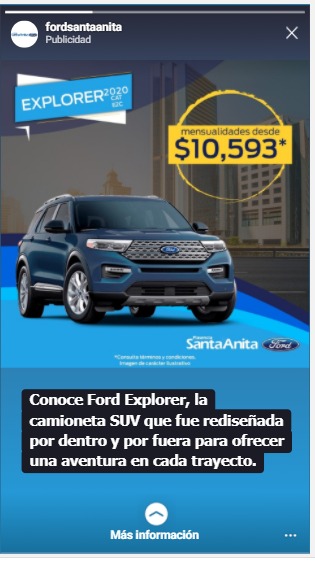 fordsantaanita
Publicidad
EXPLORER 2020
CAT
62C
mensualidades desde
$10,593*
SantaAnita Ford
*Consulta términos y condiciones.
Imagen de carácter ilustrativo
Conoce Ford Explorer, la
camioneta SUV que fue rediseñada
por dentro y por fuera para ofrecer
una aventura en cada trayecto.
Más información